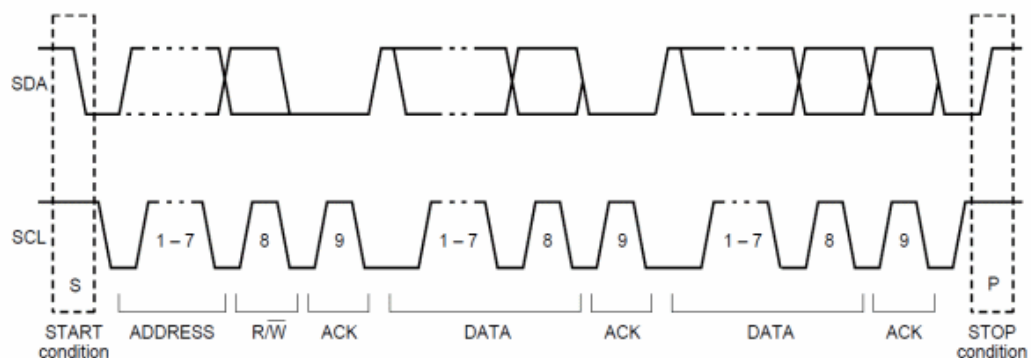 SDA
SCL
1 – 7 8 9 1 – 7 8 9 1 – 7 8 9
S P
START ADDRESS R/W̅ ACK DATA ACK DATA ACK STOP
condition condition